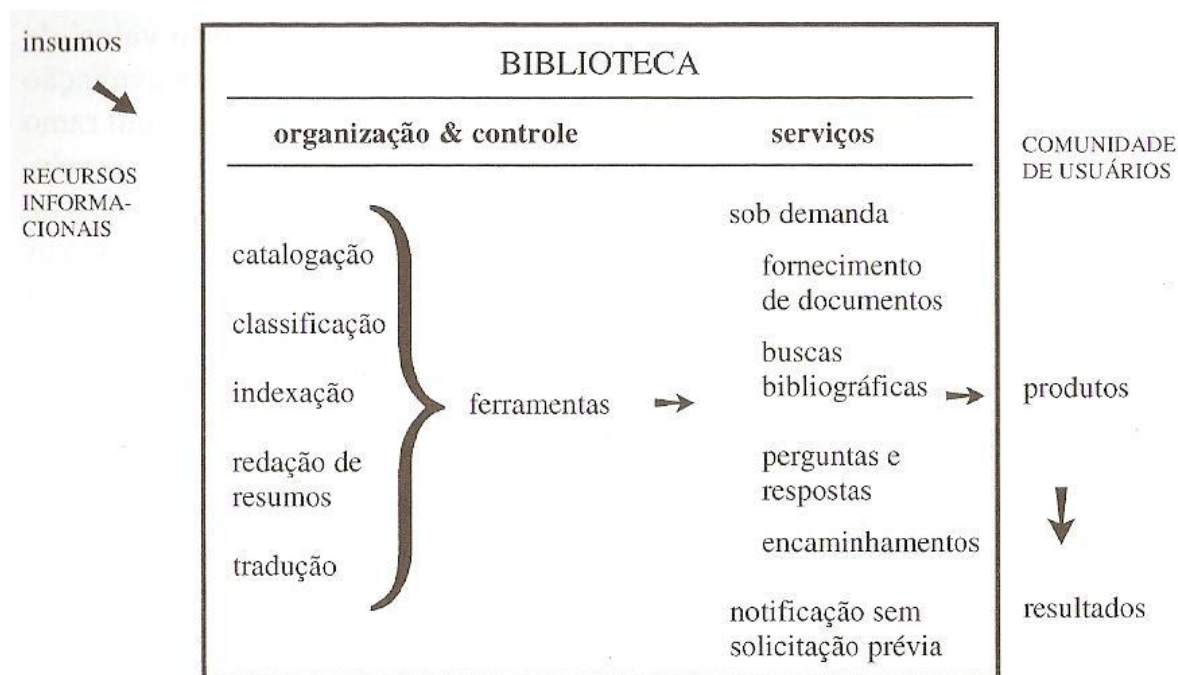 insumos
BIBLIOTECA
organização & controle
serviços
RECURSOS
INFORMA-
CIONAIS
COMUNIDADE
DE USUÁRIOS
catalogação
classificação
indexação
redação de
resumos
tradução
ferramentas
sob demanda
fornecimento
de documentos
buscas
bibliográficas
perguntas e
respostas
encaminhamentos
notificação sem
solicitação prévia
produtos
resultados